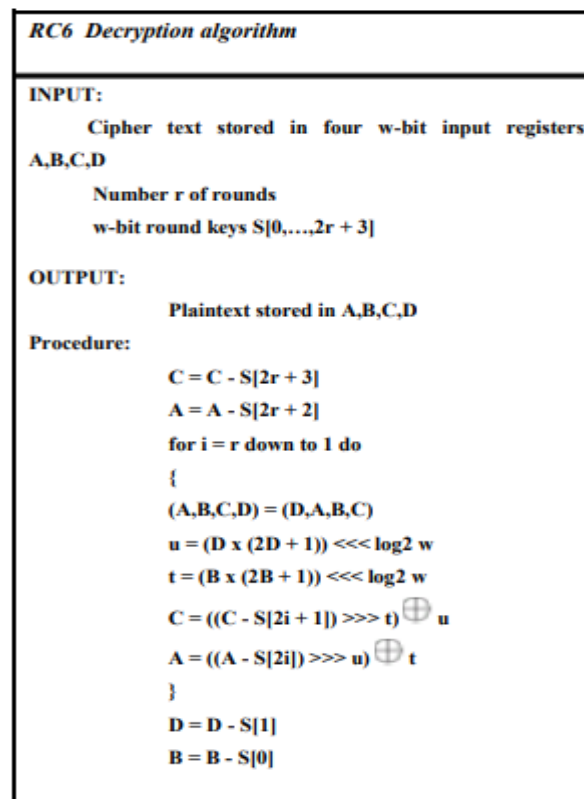 RC6 Decryption algorithm
INPUT:
Cipher text stored in four w-bit input registers
A,B,C,D
Number r of rounds
w-bit round keys S[0,…,2r + 3]
OUTPUT:
Plaintext stored in A,B,C,D
Procedure:
C = C - S[2r + 3]
A = A - S[2r + 2]
for i = r down to 1 do
{
(A,B,C,D) = (D,A,B,C)
u = (D x (2D + 1)) <<< log2 w
t = (B x (2B + 1)) <<< log2 w
C = ((C - S[2i + 1]) >>> t) ⊕ u
A = ((A - S[2i]) >>> u) ⊕ t
}
D = D - S[1]
B = B - S[0]